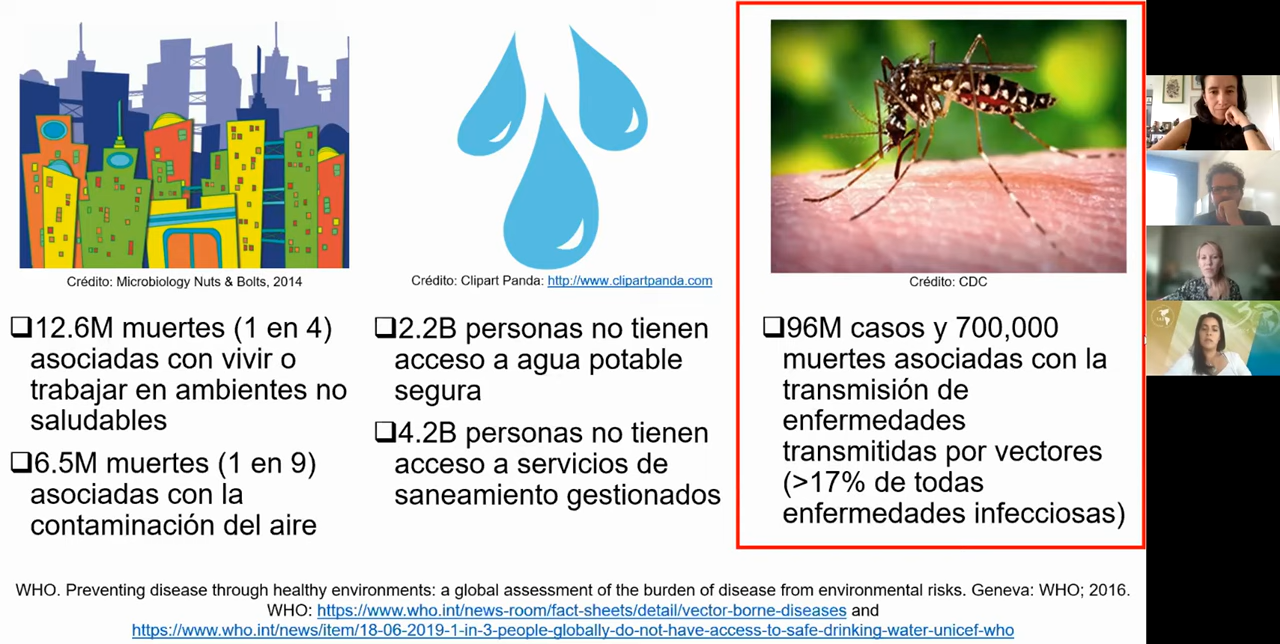 Crédito: Microbiology Nuts & Bolts, 2014
❑12.6M muertes (1 en 4)
asociadas con vivir o
trabajar en ambientes no
saludables
❑6.5M muertes (1 en 9)
asociadas con la
contaminación del aire
Crédito: Clipart Panda: http://www.clipartpanda.com
❑2.2B personas no tienen
acceso a agua potable
segura
❑4.2B personas no tienen
acceso a servicios de
saneamiento gestionados
Crédito: CDC
❑96M casos y 700,000
muertes asociadas con la
transmisión de
enfermedades
transmitidas por vectores
(>17% de todas
enfermedades infecciosas)
WHO. Preventing disease through healthy environments: a global assessment of the burden of disease from environmental risks. Geneva: WHO; 2016.
WHO: https://www.who.int/news-room/fact-sheets/detail/vector-borne-diseases and
https://www.who.int/news/item/18-06-2019-1-in-3-people-globally-do-not-have-access-to-safe-drinking-water-unicef-who